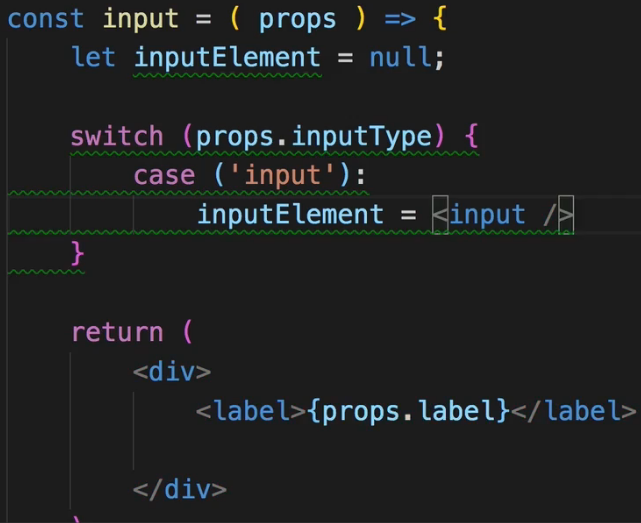 const input = ( props ) => {
let inputElement = null;
switch (props.inputType) {
case ('input'):
inputElement = <input />
}
return (
<div>
<label>{props.label}</label>
</div>
)